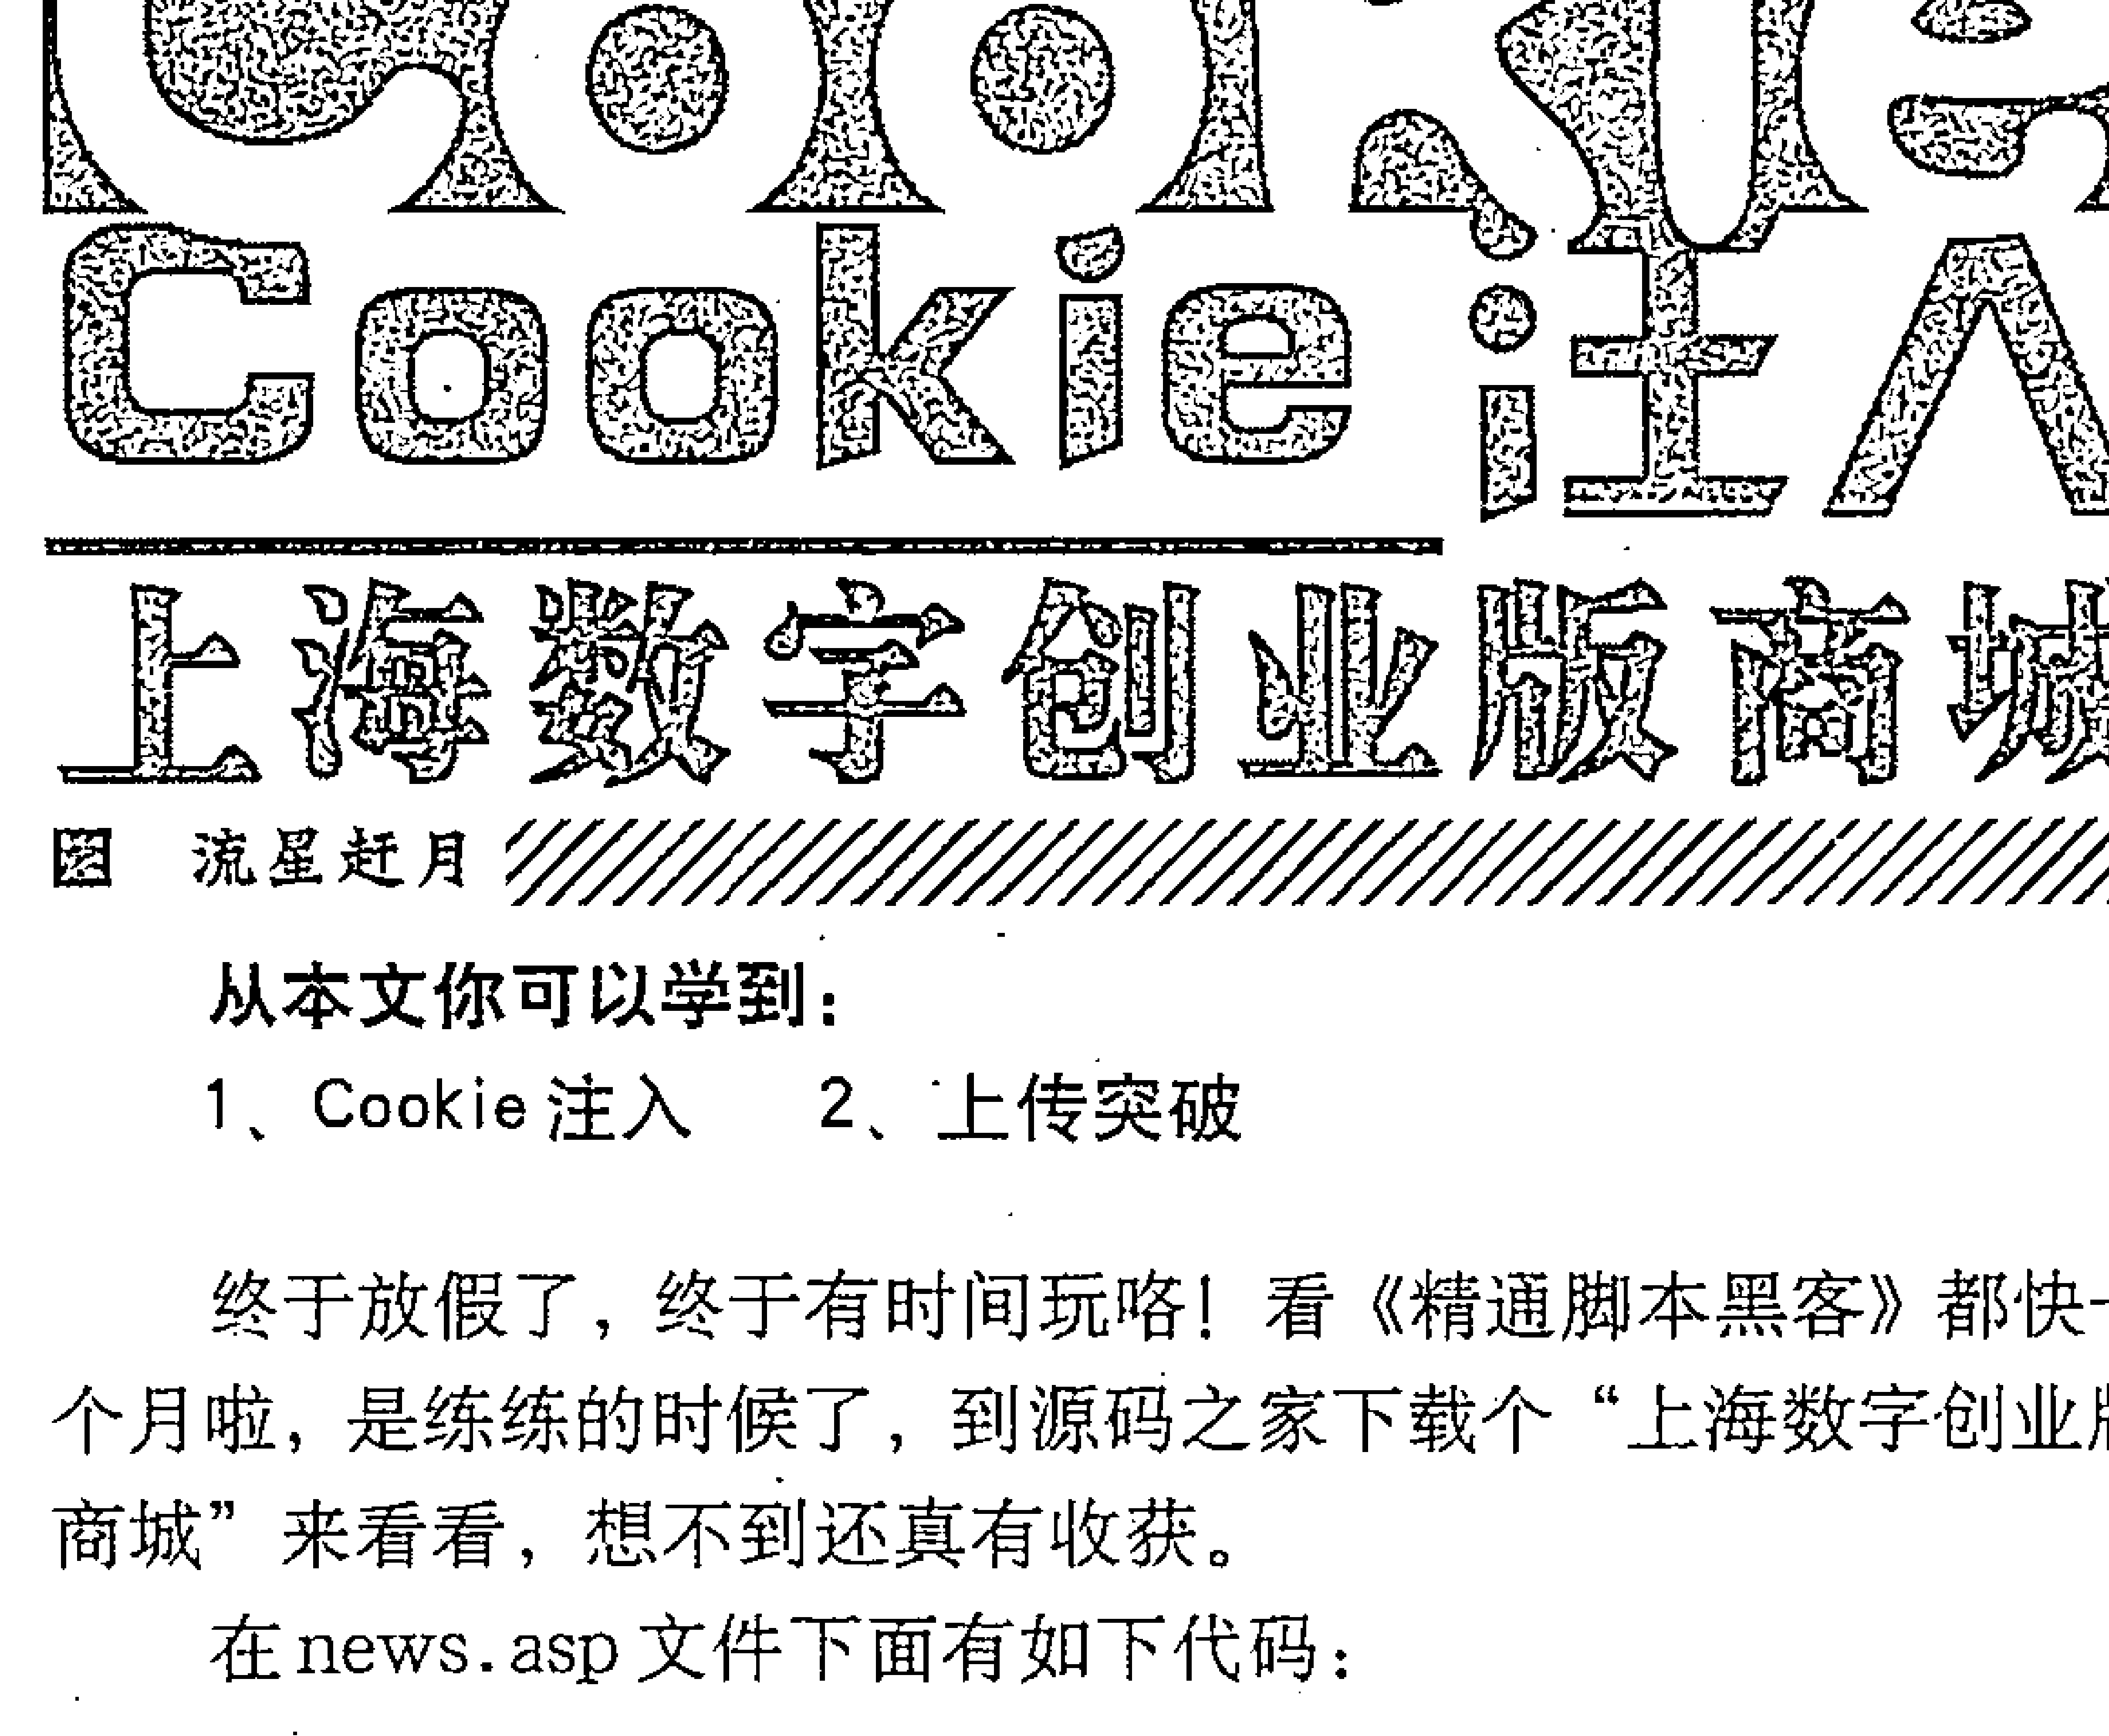 Cookie
Cookie 注入
上海数字创业版商城
图 流星赶月
从本文你可以学到：
1、Cookie 注入 2、上传突破
终于放假了，终于有时间玩咯！看《精通脚本黑客》都快一
个月啦，是练练的时候了，到源码之家下载个“上海数字创业版
商城”来看看，想不到还真有收获。
在 news.asp 文件下面有如下代码：